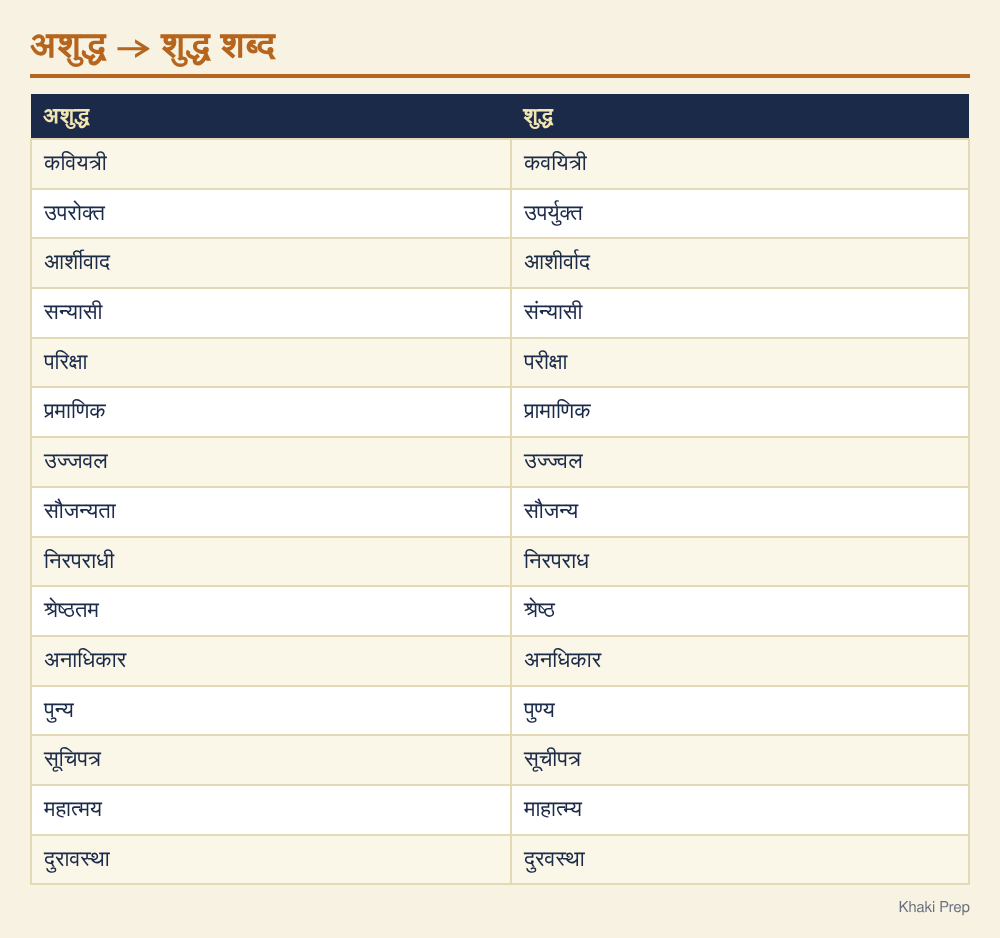 अशुद्ध → शुद्ध शब्द
अशुद्ध शुद्ध
कवियत्री कवयित्री
उपरोक्त उपर्युक्त
आर्शीवाद आशीर्वाद
सन्यासी संन्यासी
परिक्षा परीक्षा
प्रमाणिक प्रामाणिक
उज्जवल उज्ज्वल
सौजन्यता सौजन्य
निरपराधी निरपराध
श्रेष्ठतम श्रेष्ठ
अनाधिकार अनधिकार
पुन्य पुण्य
सूचिपत्र सूचीपत्र
महात्मय माहात्म्य
दुरावस्था दुरवस्था
Khaki Prep